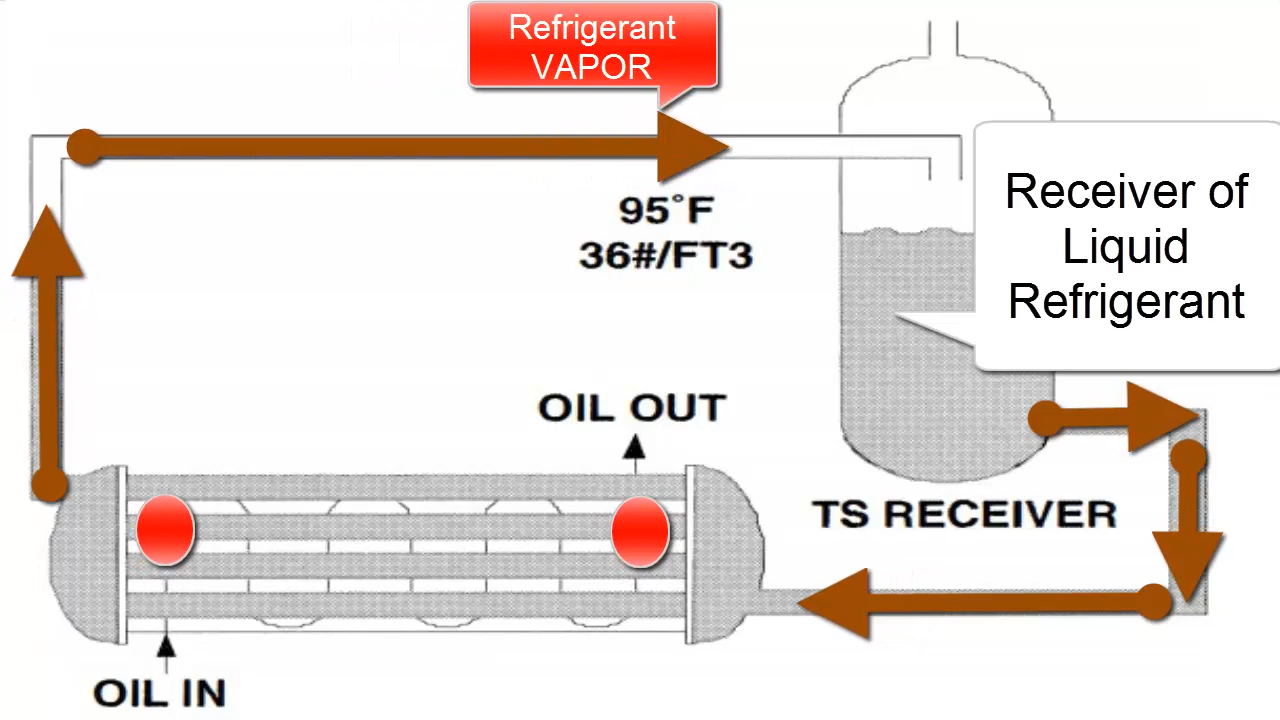 Refrigerant
VAPOR
95°F
36#/FT3
Receiver of
Liquid
Refrigerant
OIL OUT
TS RECEIVER
OIL IN